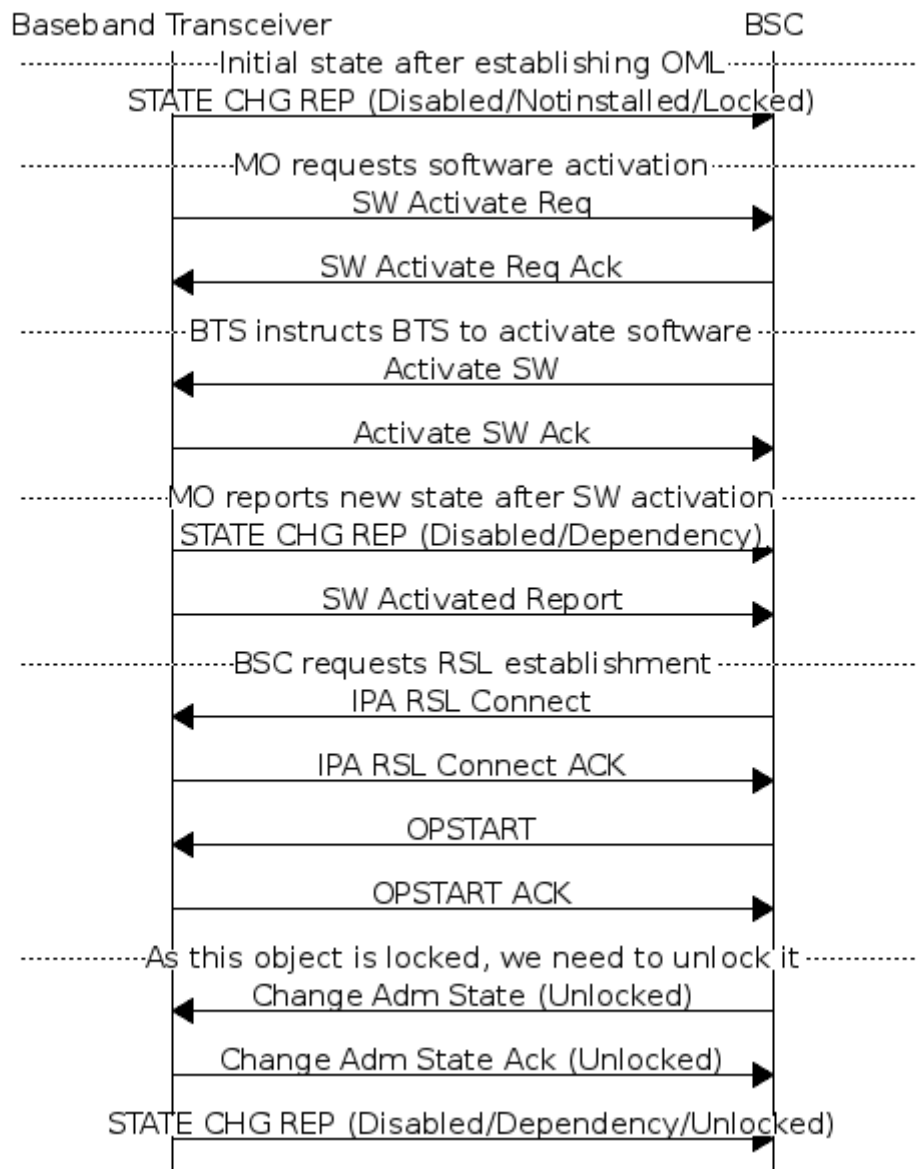 Baseband Transceiver BSC
Initial state after establishing OML
STATE CHG REP (Disabled/Notinstalled/Locked)
MO requests software activation
SW Activate Req
SW Activate Req Ack
BTS instructs BTS to activate software
Activate SW
Activate SW Ack
MO reports new state after SW activation
STATE CHG REP (Disabled/Dependency)
SW Activated Report
BSC requests RSL establishment
IPA RSL Connect
IPA RSL Connect ACK
OPSTART
OPSTART ACK
As this object is locked, we need to unlock it
Change Adm State (Unlocked)
Change Adm State Ack (Unlocked)
STATE CHG REP (Disabled/Dependency/Unlocked)